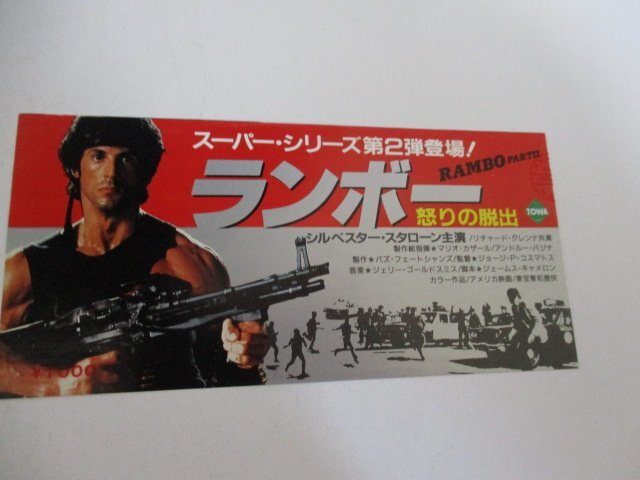 スーパー・シリーズ第2弾登場!
RAMBO PART II
ランボー
怒りの脱出
TOWA
シルベスター・スタローン主演/リチャード・クレンナ共演
製作総指揮★マリオ・カサール/アンドルー・バジナ
製作★バズ・フェートシャンズ/監督★ジョージ・P・コスマトス
音楽★ジェリー・ゴールドスミス/脚本★ジェームス・キャメロン
カラー作品/アメリカ映画/東宝東和提供